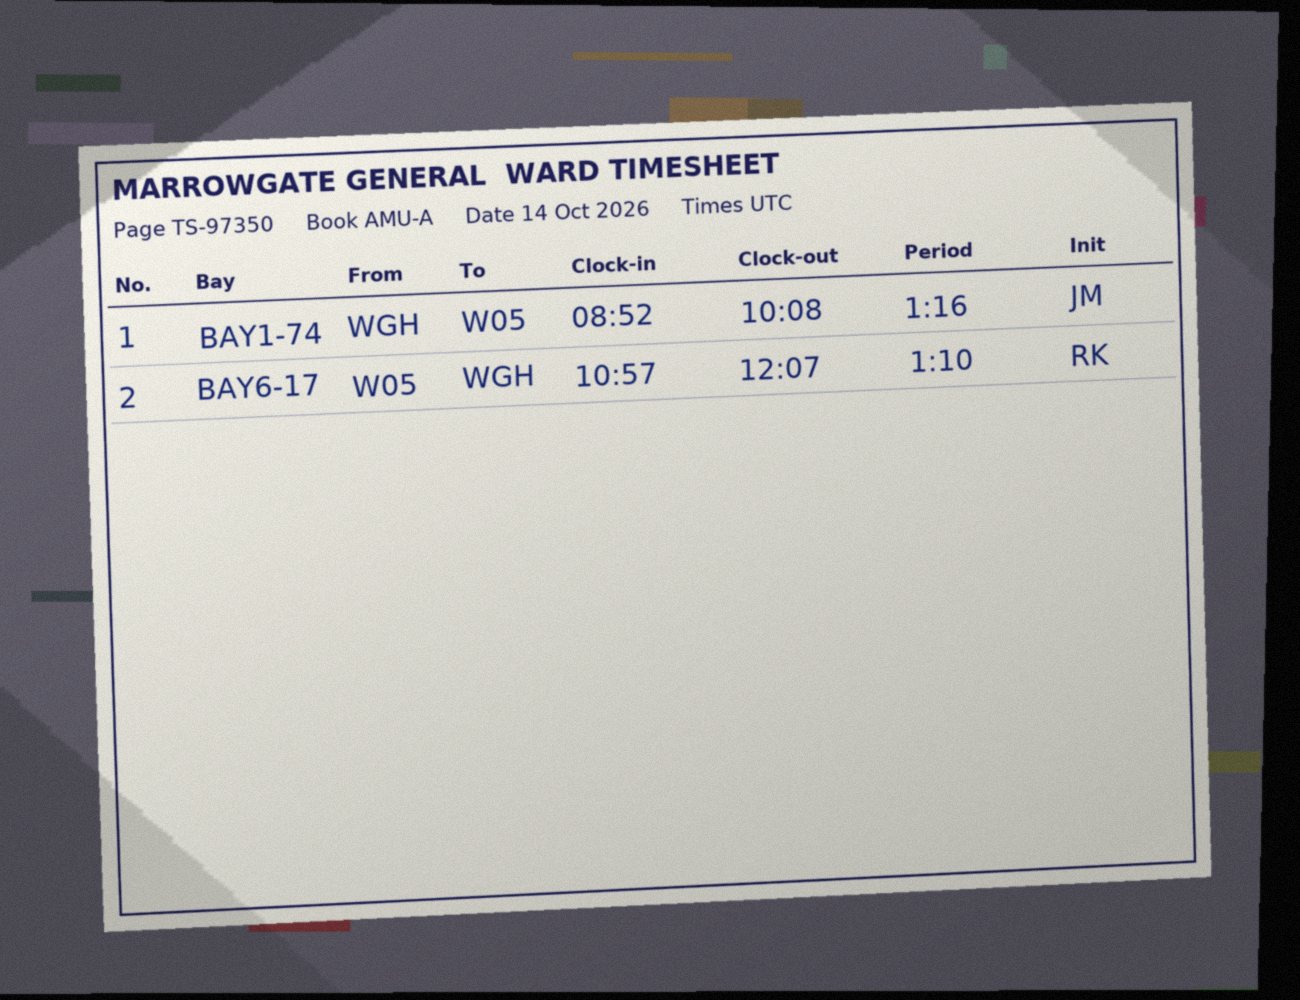 MARROWGATE GENERAL WARD TIMESHEET
Page TS-97350 Book AMU-A Date 14 Oct 2026 Times UTC
No. Bay From To Clock-in Clock-out Period Init
1 BAY1-74 WGH W05 08:52 10:08 1:16 JM
2 BAY6-17 W05 WGH 10:57 12:07 1:10 RK